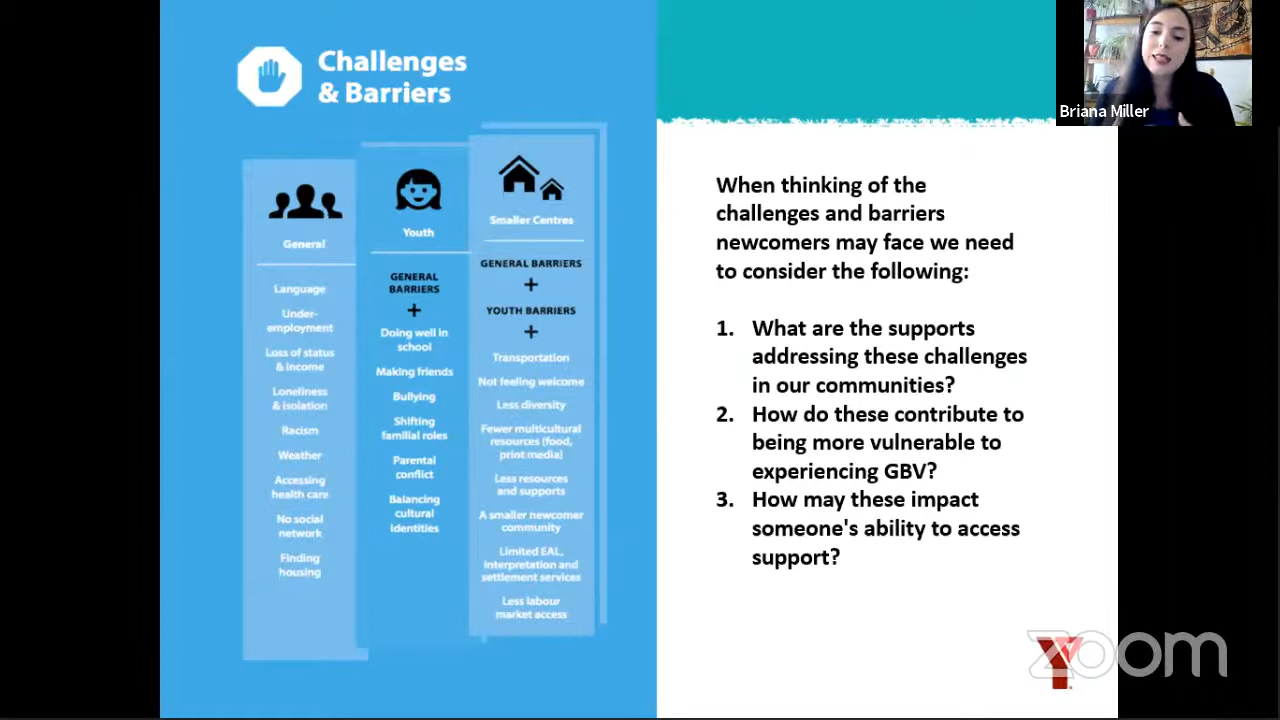 Challenges
& Barriers
General
Language
Under-
employment
Loss of status
& income
Loneliness
& isolation
Racism
Weather
Accessing
health care
No social
network
Finding
housing
Youth
GENERAL
BARRIERS
+
Doing well in
school
Making friends
Bullying
Shifting
familial roles
Parental
conflict
Balancing
cultural
identities
Smaller Centres
GENERAL BARRIERS
+
YOUTH BARRIERS
+
Transportation
Not feeling welcome
Less diversity
Fewer multicultural
resources (food,
print media)
Less resources
and supports
A smaller newcomer
community
Limited EAL,
interpretation and
settlement services
Less labour
market access
When thinking of the
challenges and barriers
newcomers may face we need
to consider the following:
1. What are the supports
addressing these challenges
in our communities?
2. How do these contribute to
being more vulnerable to
experiencing GBV?
3. How may these impact
someone's ability to access
support?
Briana Miller
Y
zoom